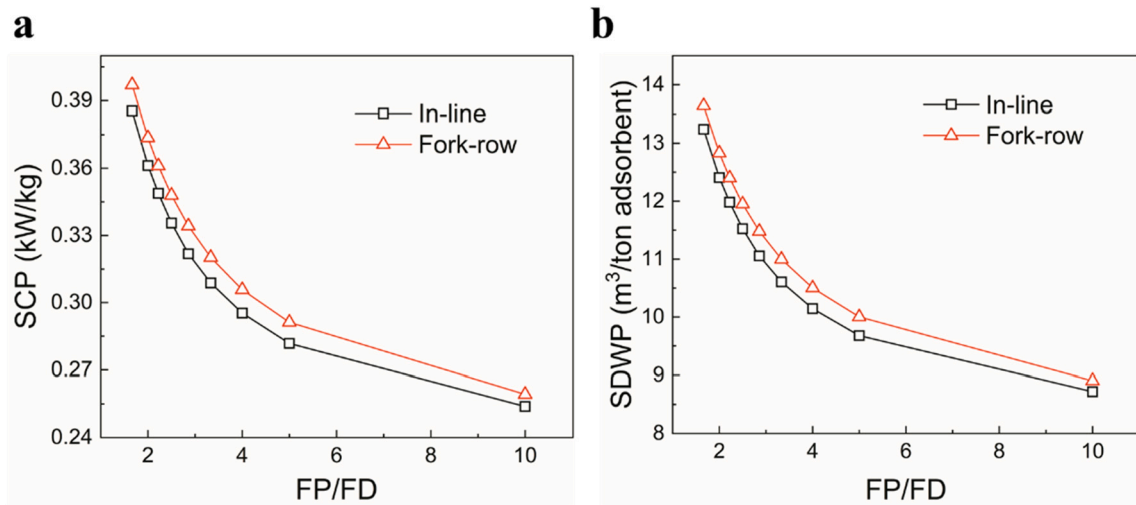 a
b
0.39
0.36
0.33
0.30
0.27
0.24
SCP (kW/kg)
In-line
Fork-row
2
4
6
8
10
FP/FD
14
13
12
11
10
9
8
SDWP (m³/ton adsorbent)
In-line
Fork-row
2
4
6
8
10
FP/FD